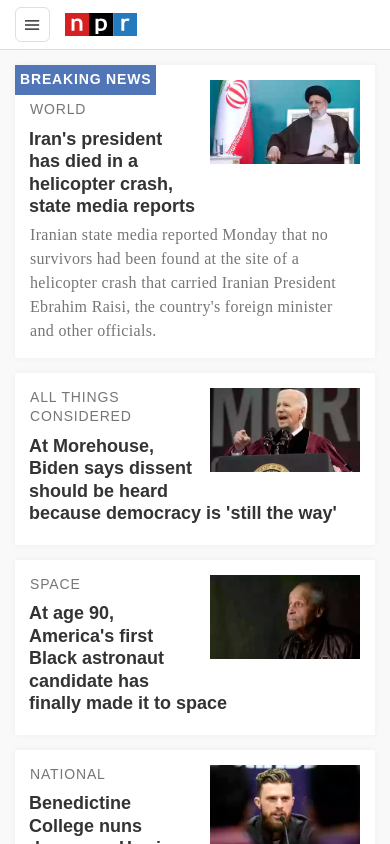 npr
BREAKING NEWS
WORLD
Iran's president
has died in a
helicopter crash,
state media reports
Iranian state media reported Monday that no
survivors had been found at the site of a
helicopter crash that carried Iranian President
Ebrahim Raisi, the country's foreign minister
and other officials.
ALL THINGS
CONSIDERED
At Morehouse,
Biden says dissent
should be heard
because democracy is 'still the way'
SPACE
At age 90,
America's first
Black astronaut
candidate has
finally made it to space
NATIONAL
Benedictine
College nuns